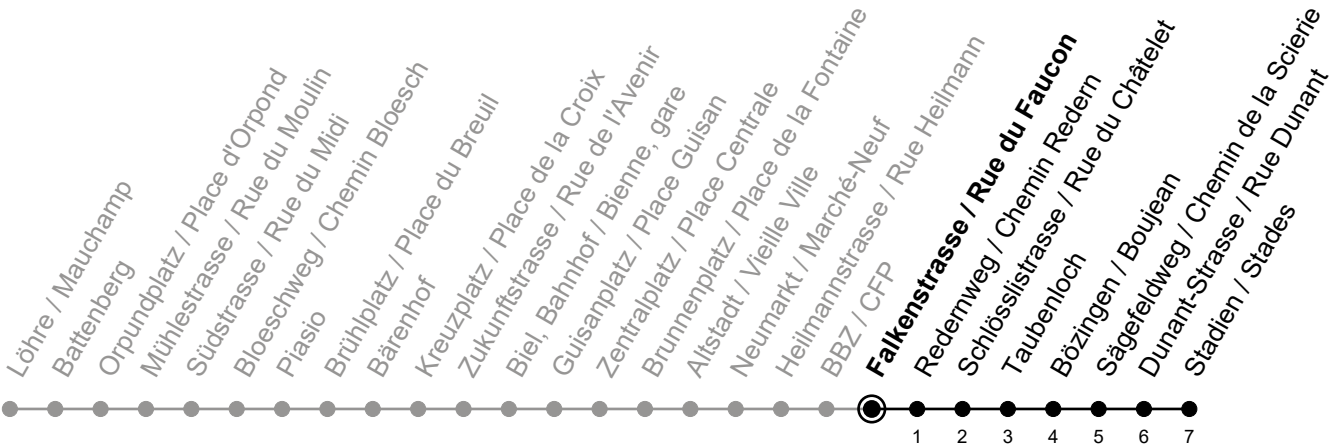 Löhre / Mauchamp
Battenberg
Orpundplatz / Place d'Orpond
Mühlestrasse / Rue du Moulin
Südstrasse / Rue du Midi
Bloeschweg / Chemin Bloesch
Piasio
Brühlplatz / Place du Breuil
Bärenhof
Kreuzplatz / Place de la Croix
Zukunftstrasse / Rue de l'Avenir
Biel, Bahnhof / Bienne, gare
Guisanplatz / Place Guisan
Zentralplatz / Place Centrale
Brunnenplatz / Place de la Fontaine
Altstadt / Vieille Ville
Neumarkt / Marché-Neuf
Heilmannstrasse / Rue Heilmann
BBZ / CFP
Falkenstrasse / Rue du Faucon
Redernweg / Chemin Redern
Schlösslistrasse / Rue du Châtelet
Taubenloch
Bözingen / Boujean
Sägefeldweg / Chemin de la Scierie
Dunant-Strasse / Rue Dunant
Stadien / Stades
1 2 3 4 5 6 7